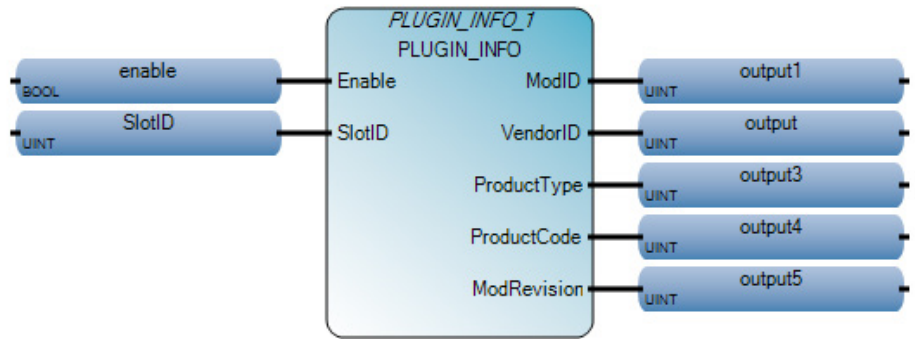 PLUGIN_INFO_1
PLUGIN_INFO
enable
BOOL
Enable
ModID
output1
UINT
SlotID
UINT
SlotID
VendorID
output
UINT
ProductType
output3
UINT
ProductCode
output4
UINT
ModRevision
output5
UINT